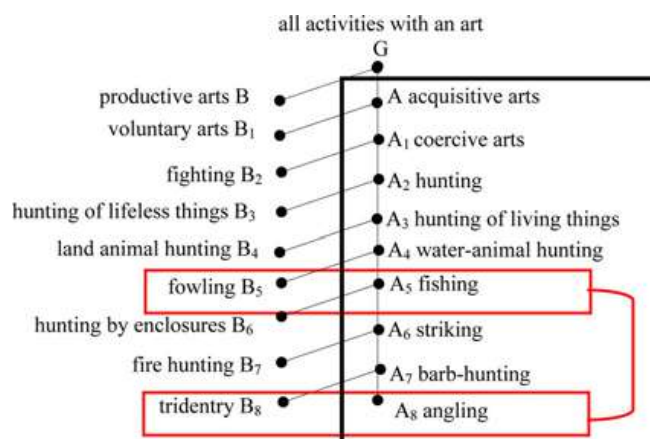 all activities with an art
G
productive arts B
A acquisitive arts
voluntary arts B₁
A₁ coercive arts
fighting B₂
A₂ hunting
hunting of lifeless things B₃
A₃ hunting of living things
land animal hunting B₄
A₄ water-animal hunting
fowling B₅
A₅ fishing
hunting by enclosures B₆
A₆ striking
fire hunting B₇
A₇ barb-hunting
tridentry B₈
A₈ angling